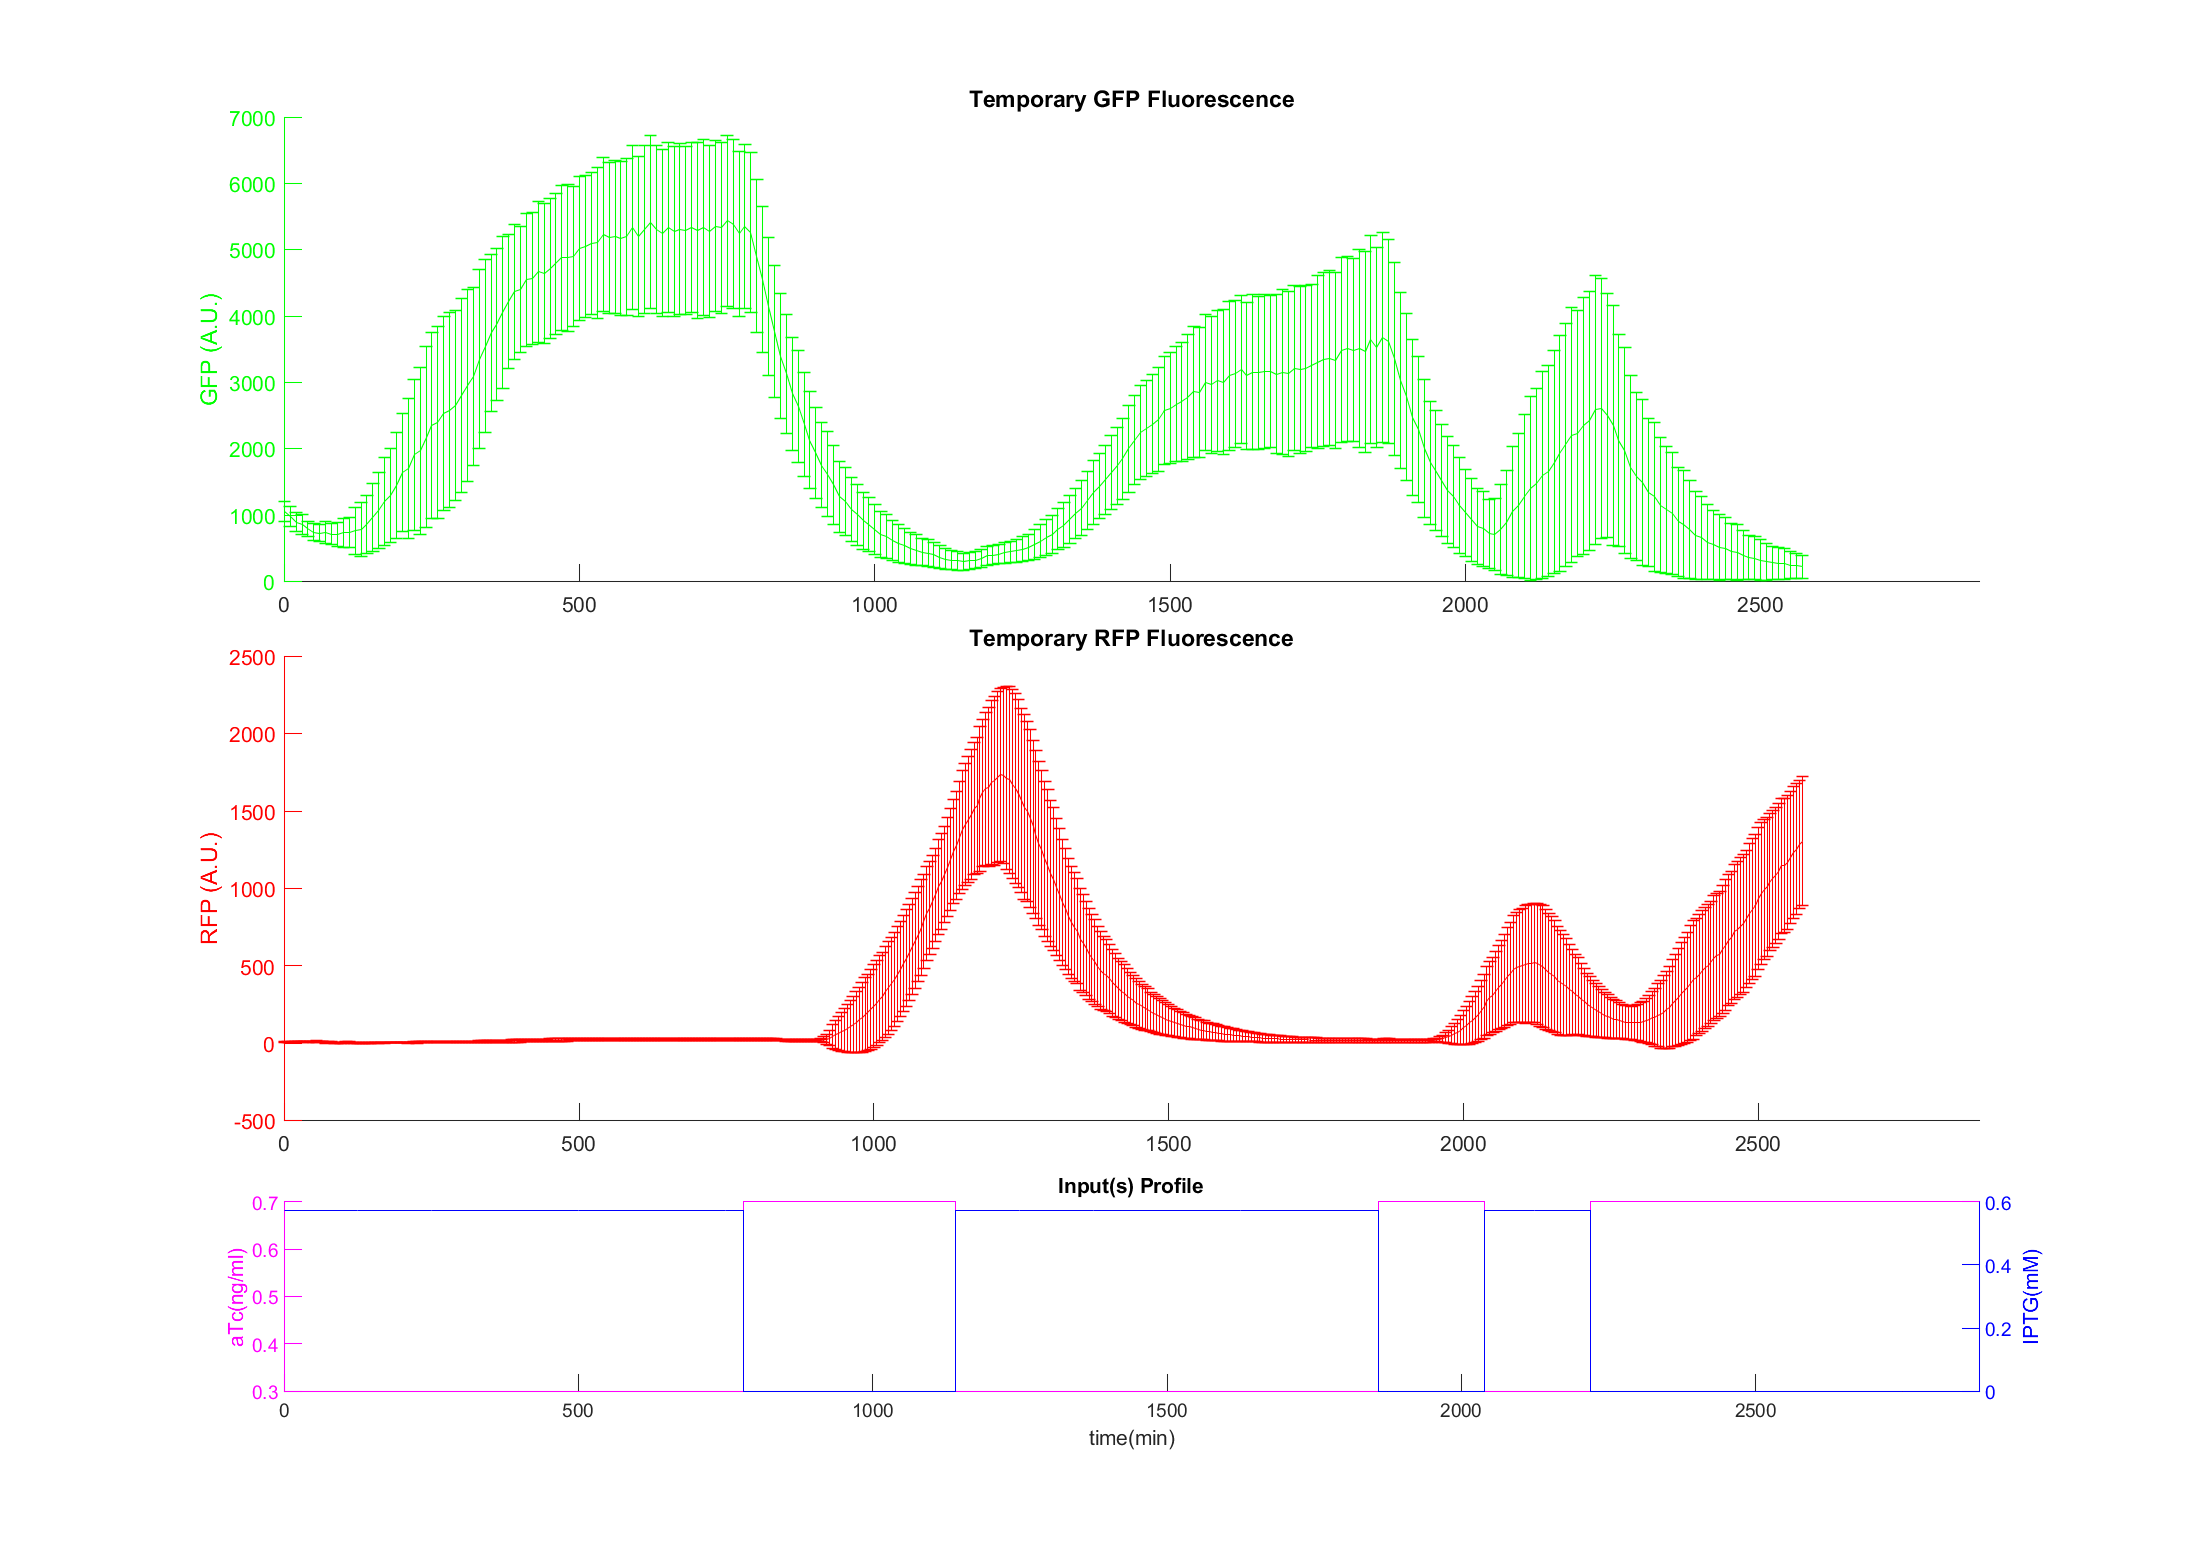 Temporary GFP Fluorescence
7000
6000
5000
4000
3000
2000
1000
0
GFP (A.U.)
0 500 1000 1500 2000 2500
Temporary RFP Fluorescence
2500
2000
1500
1000
500
0
-500
RFP (A.U.)
0 500 1000 1500 2000 2500
Input(s) Profile
0.7
0.6
0.5
0.4
0.3
aTc(ng/ml)
0.6
0.4
0.2
0
IPTG(mM)
0 500 1000 1500 2000 2500
time(min)